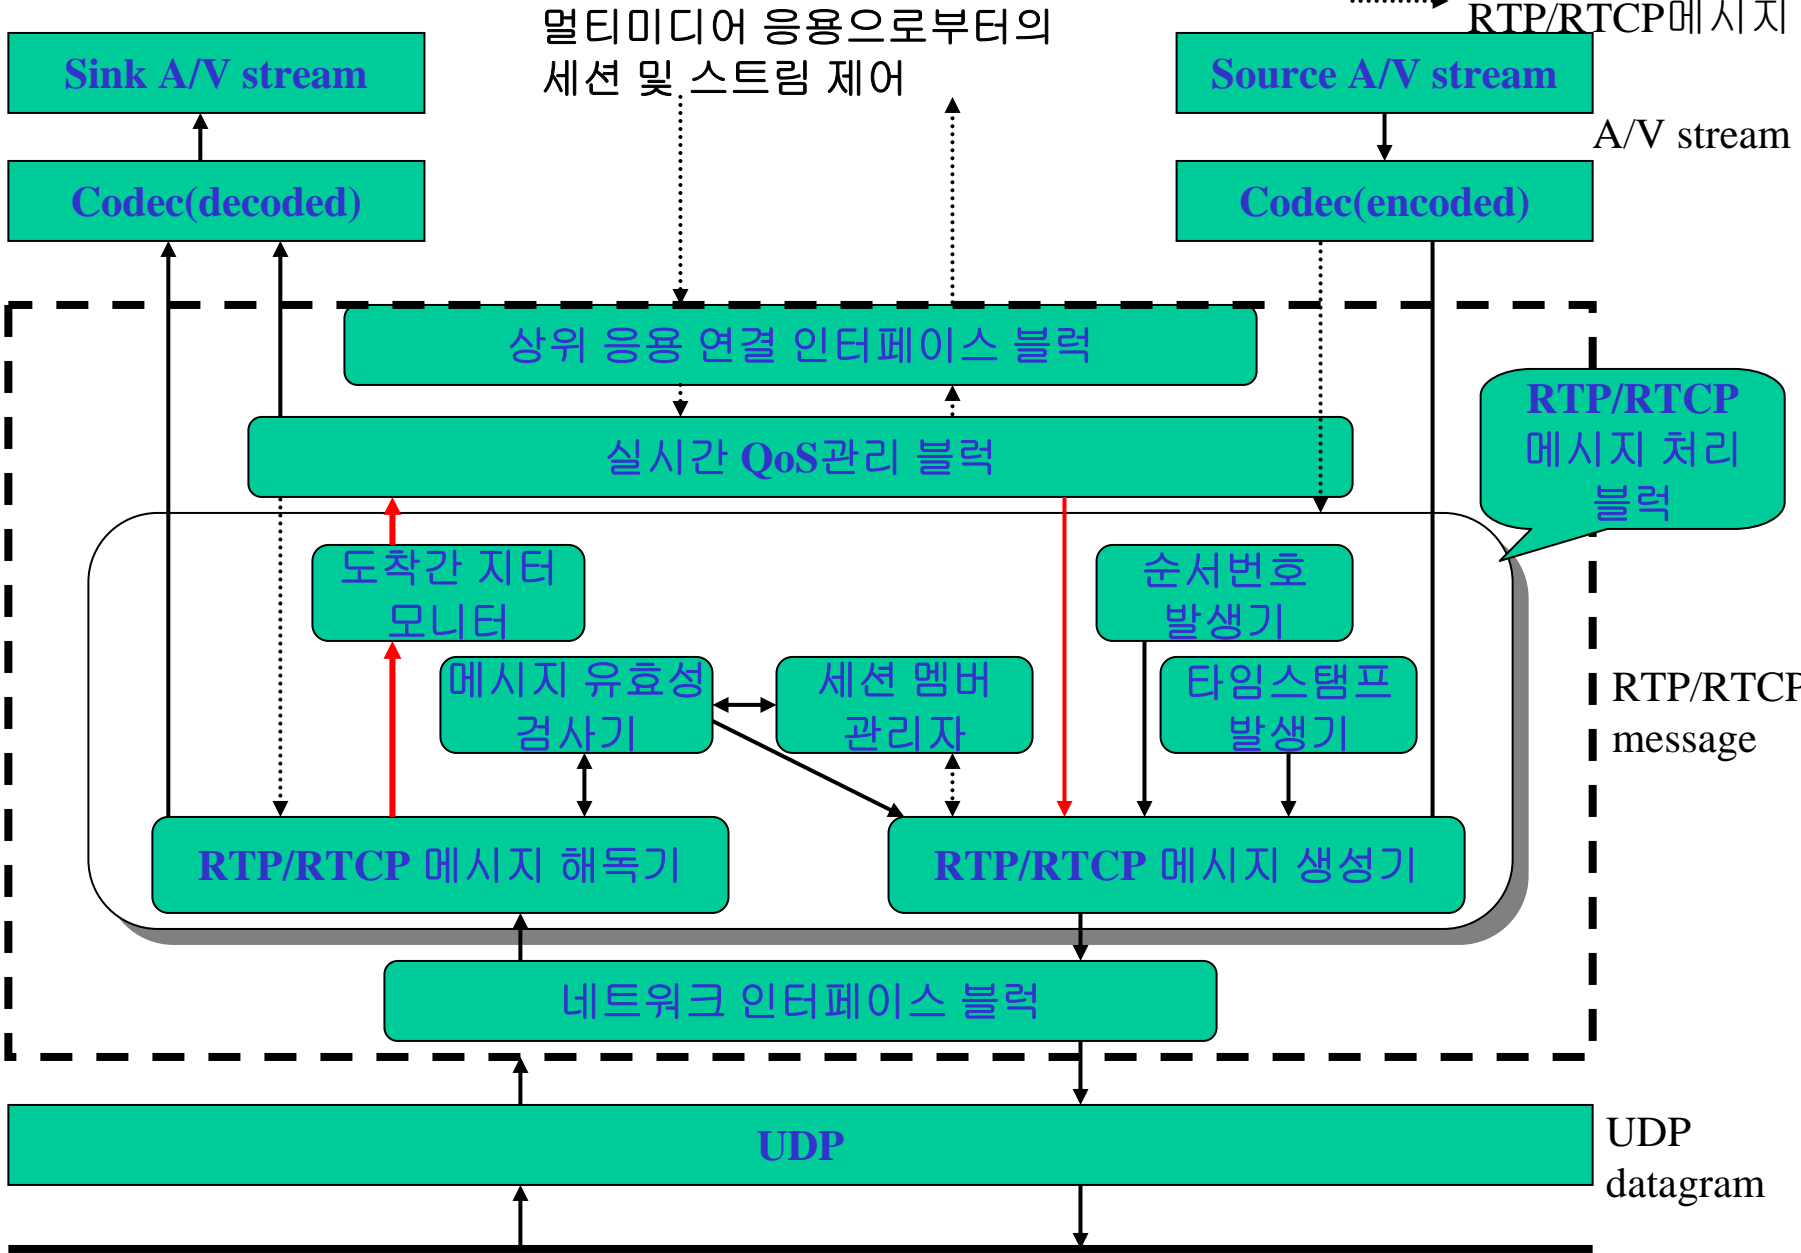 멀티미디어 응용으로부터의
세션 및 스트림 제어
RTP/RTCP메시지
Sink A/V stream
Source A/V stream
A/V stream
Codec(decoded)
Codec(encoded)
상위 응용 연결 인터페이스 블럭
실시간 QoS관리 블럭
RTP/RTCP
메시지 처리
블럭
도착간 지터
모니터
순서번호
발생기
메시지 유효성
검사기
세션 멤버
관리자
타임스탬프
발생기
RTP/RTCP
message
RTP/RTCP 메시지 해독기
RTP/RTCP 메시지 생성기
네트워크 인터페이스 블럭
UDP
UDP
datagram